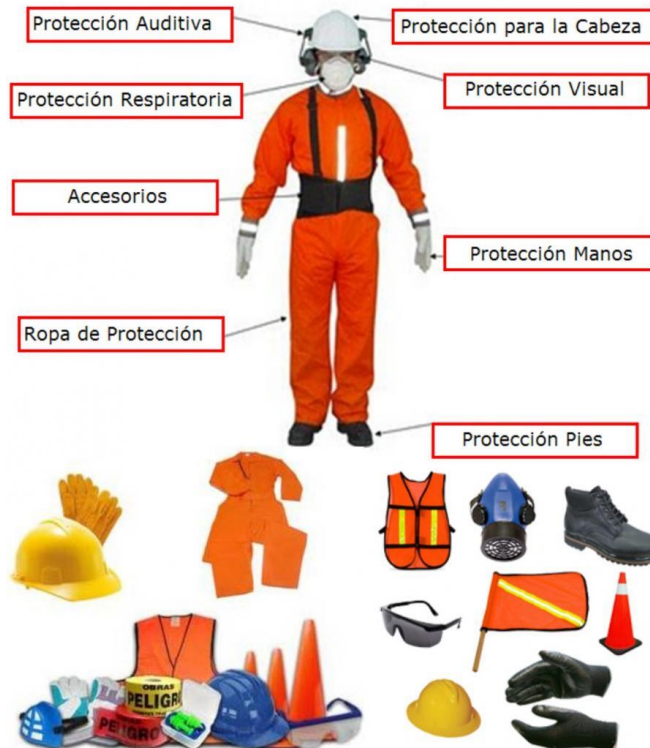 Protección Auditiva
Protección para la Cabeza
Protección Respiratoria
Protección Visual
Accesorios
Protección Manos
Ropa de Protección
Protección Pies
OBRAS
PELIGRO
PELIGRO